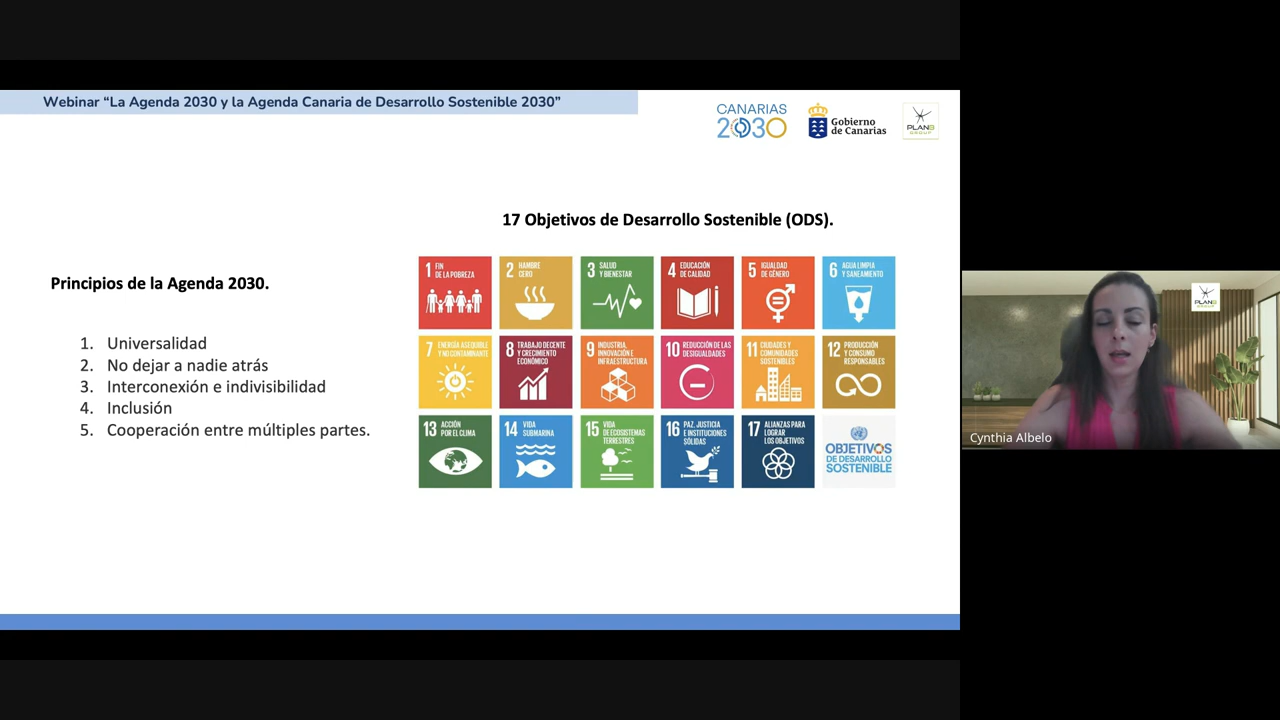 Webinar “La Agenda 2030 y la Agenda Canaria de Desarrollo Sostenible 2030”
CANARIAS
2030
Gobierno
de Canarias
PLANB
GROUP
17 Objetivos de Desarrollo Sostenible (ODS).
Principios de la Agenda 2030.
1. Universalidad
2. No dejar a nadie atrás
3. Interconexión e indivisibilidad
4. Inclusión
5. Cooperación entre múltiples partes.
1 FIN
DE LA POBREZA
2 HAMBRE
CERO
3 SALUD
Y BIENESTAR
4 EDUCACIÓN
DE CALIDAD
5 IGUALDAD
DE GÉNERO
6 AGUA LIMPIA
Y SANEAMIENTO
7 ENERGÍA ASEQUIBLE
Y NO CONTAMINANTE
8 TRABAJO DECENTE
Y CRECIMIENTO
ECONÓMICO
9 INDUSTRIA,
INNOVACIÓN E
INFRAESTRUCTURA
10 REDUCCIÓN DE LAS
DESIGUALDADES
11 CIUDADES Y
COMUNIDADES
SOSTENIBLES
12 PRODUCCIÓN
Y CONSUMO
RESPONSABLES
13 ACCIÓN
POR EL CLIMA
14 VIDA
SUBMARINA
15 VIDA
DE ECOSISTEMAS
TERRESTRES
16 PAZ, JUSTICIA
E INSTITUCIONES
SÓLIDAS
17 ALIANZAS PARA
LOGRAR
LOS OBJETIVOS
OBJETIVOS
DE DESARROLLO
SOSTENIBLE
PLANB
GROUP
Cynthia Albelo